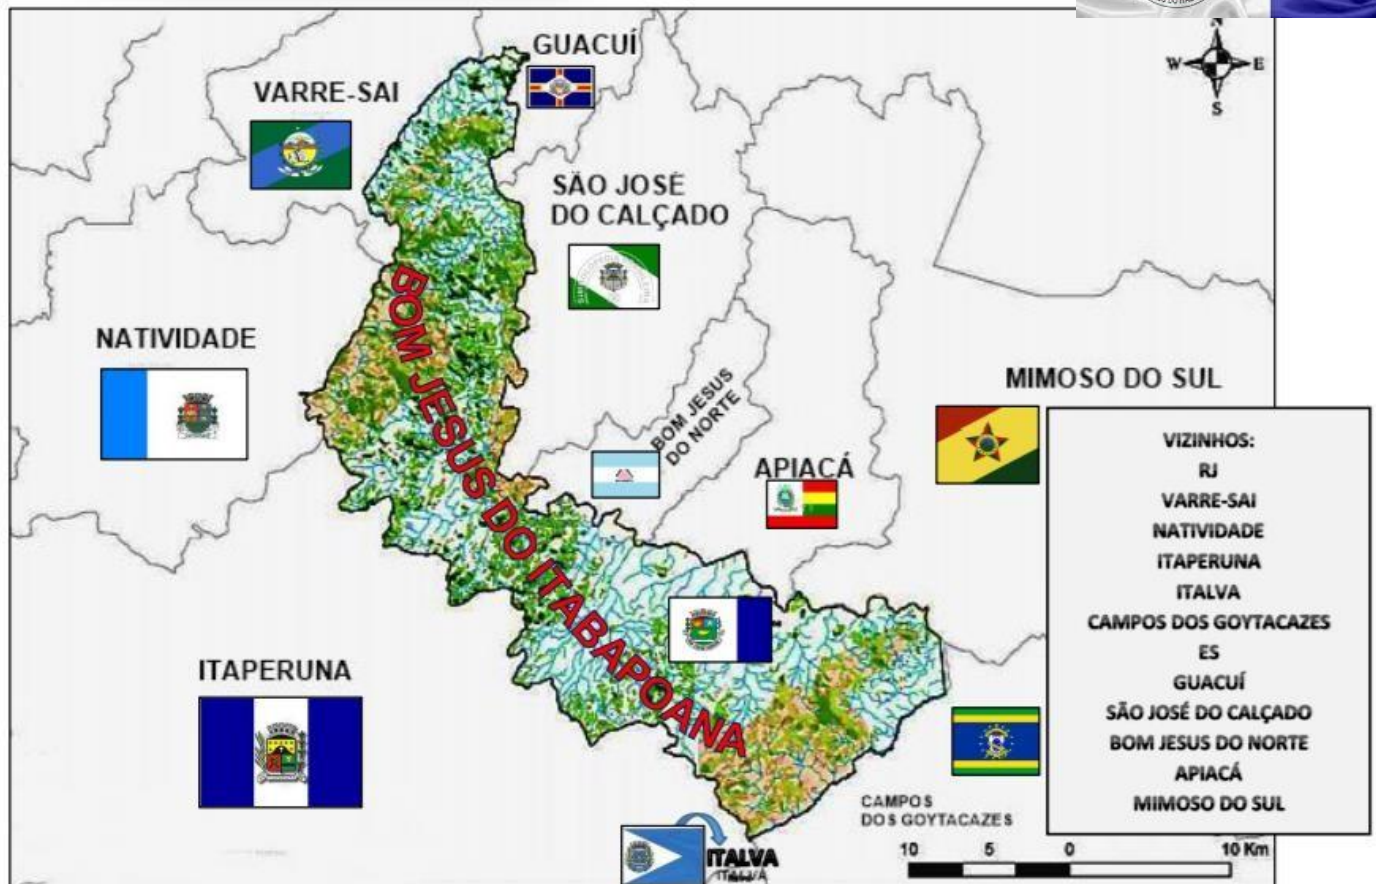 N
W E
S
GUACUÍ
VARRE-SAI
SÃO JOSÉ
DO CALÇADO
NATIVIDADE
BOM JESUS DO ITABAPOANA
MIMOSO DO SUL
BOM JESUS
DO NORTE
APIACÁ
ITAPERUNA
CAMPOS
DOS GOYTACAZES
ITALVA
ITALVA
VIZINHOS:
RJ
VARRE-SAI
NATIVIDADE
ITAPERUNA
ITALVA
CAMPOS DOS GOYTACAZES
ES
GUACUÍ
SÃO JOSÉ DO CALÇADO
BOM JESUS DO NORTE
APIACÁ
MIMOSO DO SUL
10 5 0 10 Km